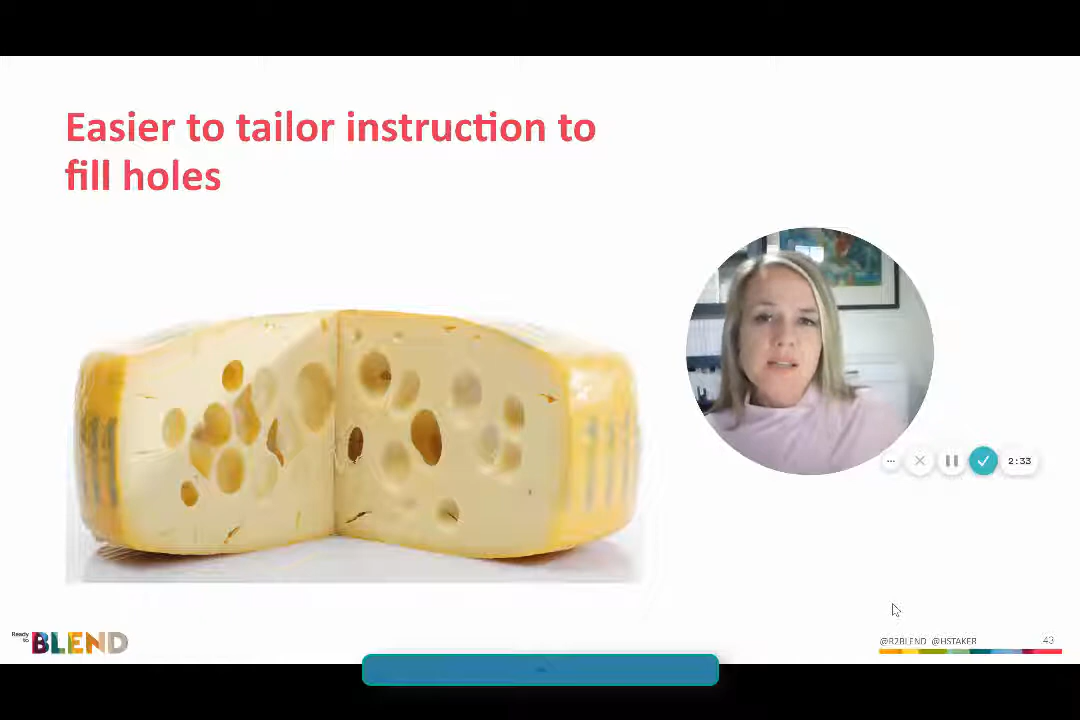 Easier to tailor instruction to
fill holes
2:33
Ready
to
BLEND
@R2BLEND @HSTAKER
43